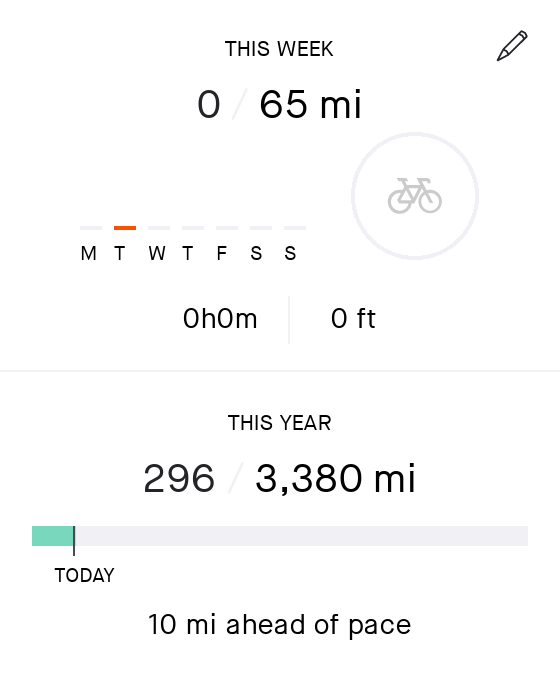 THIS WEEK
0 / 65 mi
M T W T F S S
0h0m 0 ft
THIS YEAR
296 / 3,380 mi
TODAY
10 mi ahead of pace